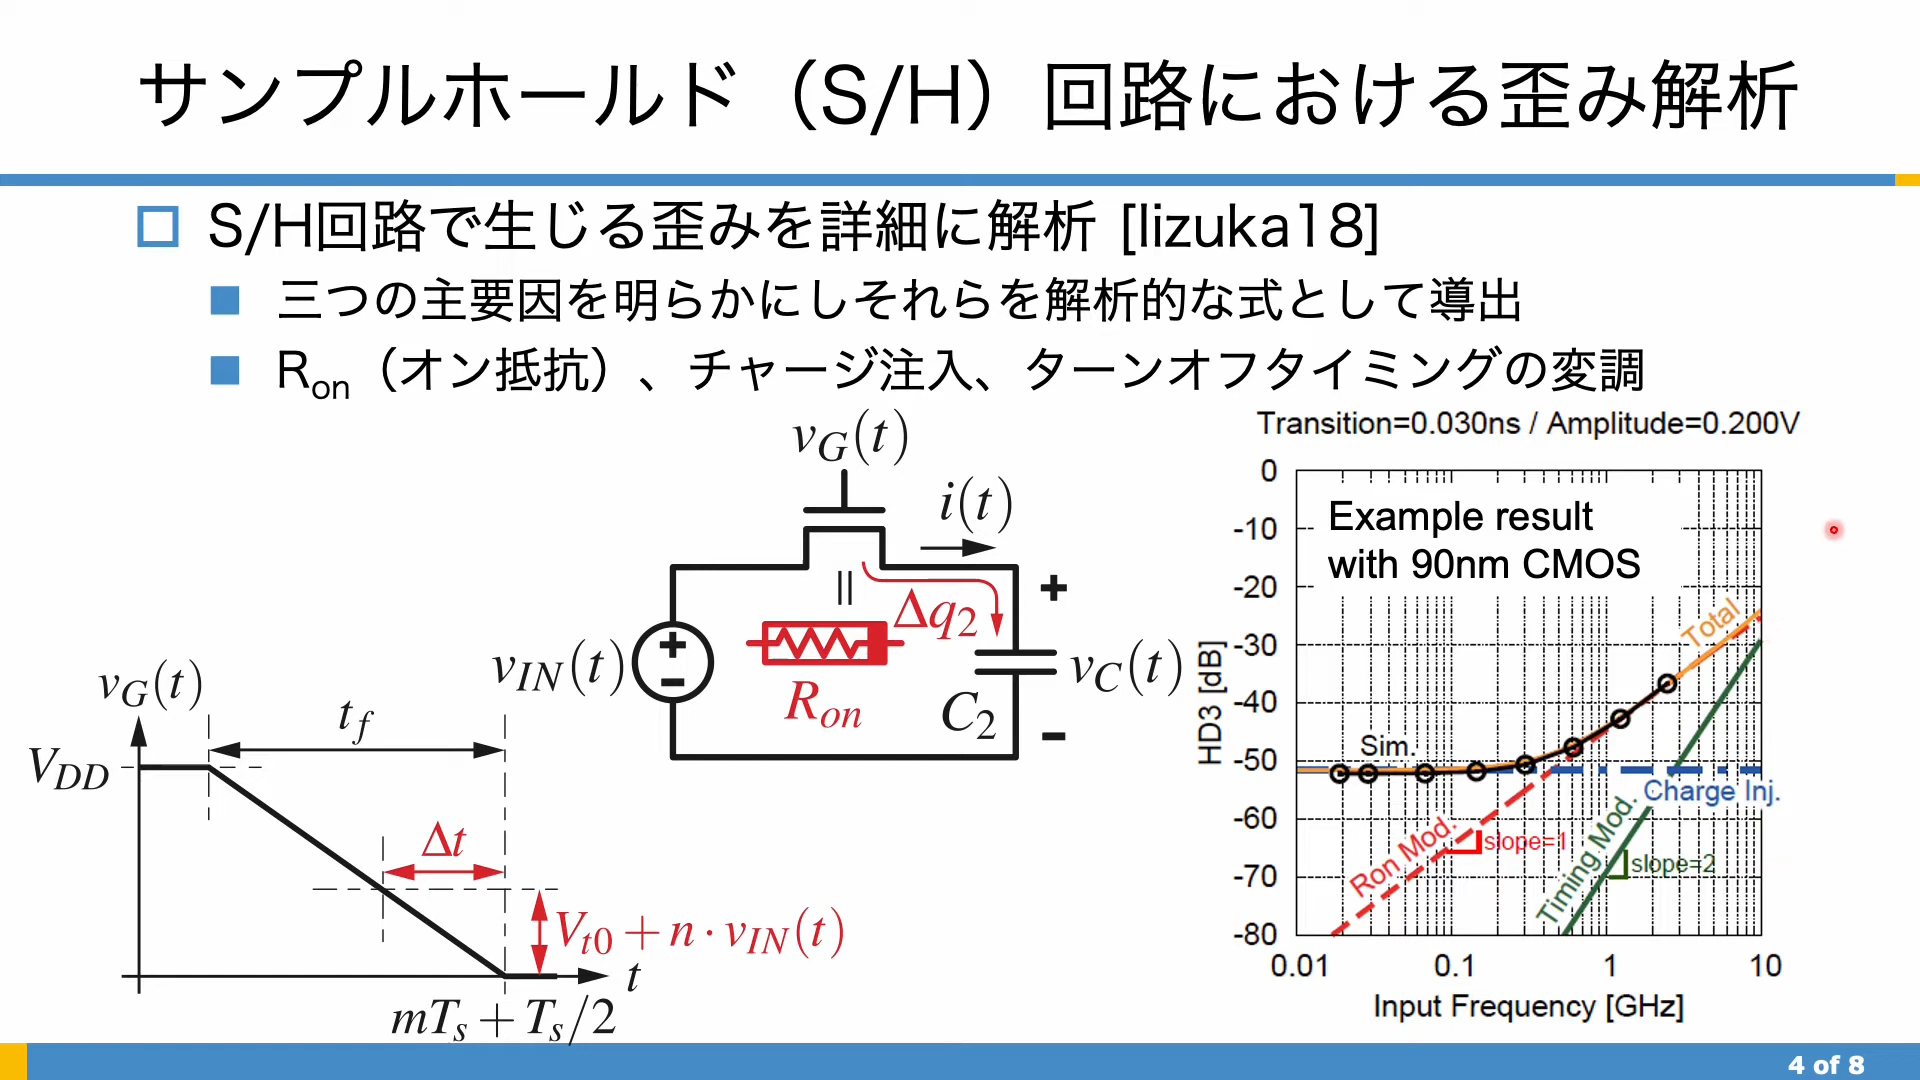 サンプルホールド（S/H）回路における歪み解析
S/H回路で生じる歪みを詳細に解析 [Iizuka18]
三つの主要因を明らかにしそれらを解析的な式として導出
Ron（オン抵抗）、チャージ注入、ターンオフタイミングの変調
vG(t)
i(t)
Δq2
vIN(t)
Ron
C2
vC(t)
+
-
+
-
vG(t)
tf
VDD
Δt
Vt0 + n · vIN(t)
t
mTs + Ts/2
Transition=0.030ns / Amplitude=0.200V
Example result
with 90nm CMOS
0
-10
-20
-30
-40
-50
-60
-70
-80
HD3 [dB]
Total
Sim.
Charge Inj.
Ron Mod.
slope=1
Timing Mod.
slope=2
0.01 0.1 1 10
Input Frequency [GHz]
4 of 8